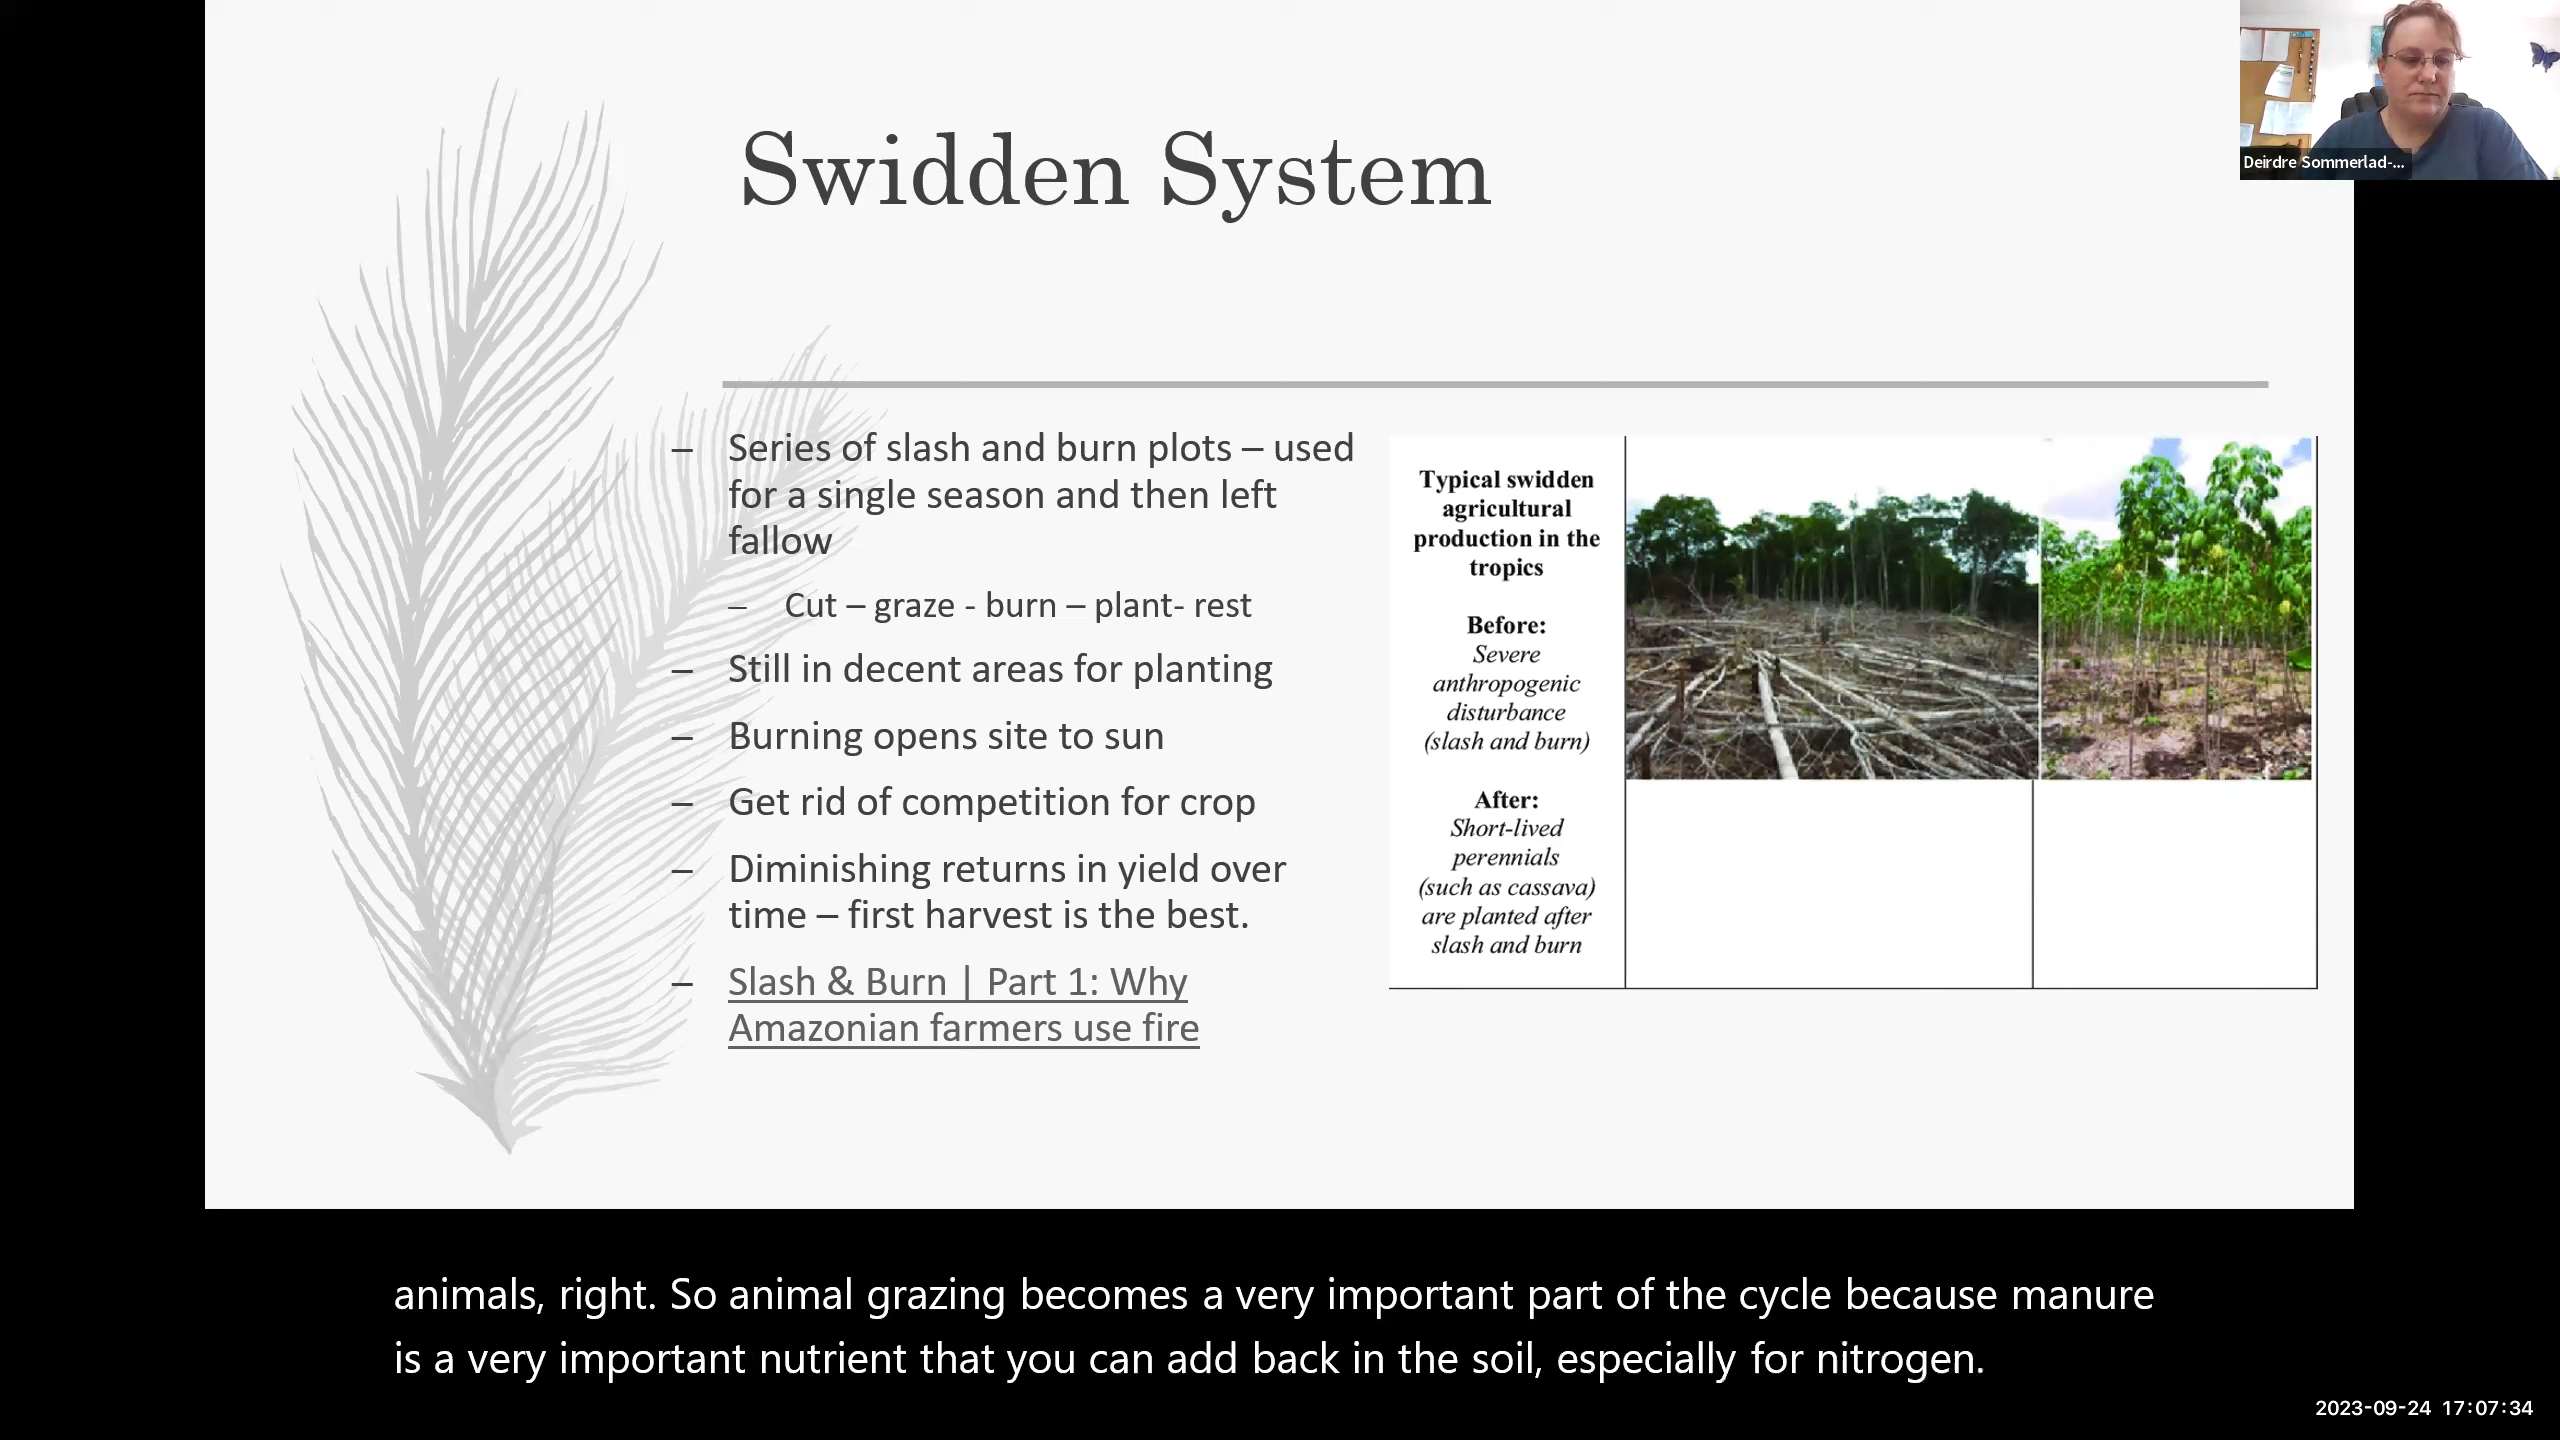 Swidden System
Deirdre Sommerlad-...
– Series of slash and burn plots – used
for a single season and then left
fallow
– Cut – graze - burn – plant- rest
– Still in decent areas for planting
– Burning opens site to sun
– Get rid of competition for crop
– Diminishing returns in yield over
time – first harvest is the best.
– Slash & Burn | Part 1: Why
Amazonian farmers use fire
Typical swidden
agricultural
production in the
tropics
Before:
Severe
anthropogenic
disturbance
(slash and burn)
After:
Short-lived
perennials
(such as cassava)
are planted after
slash and burn
animals, right. So animal grazing becomes a very important part of the cycle because manure
is a very important nutrient that you can add back in the soil, especially for nitrogen.
2023-09-24 17:07:34